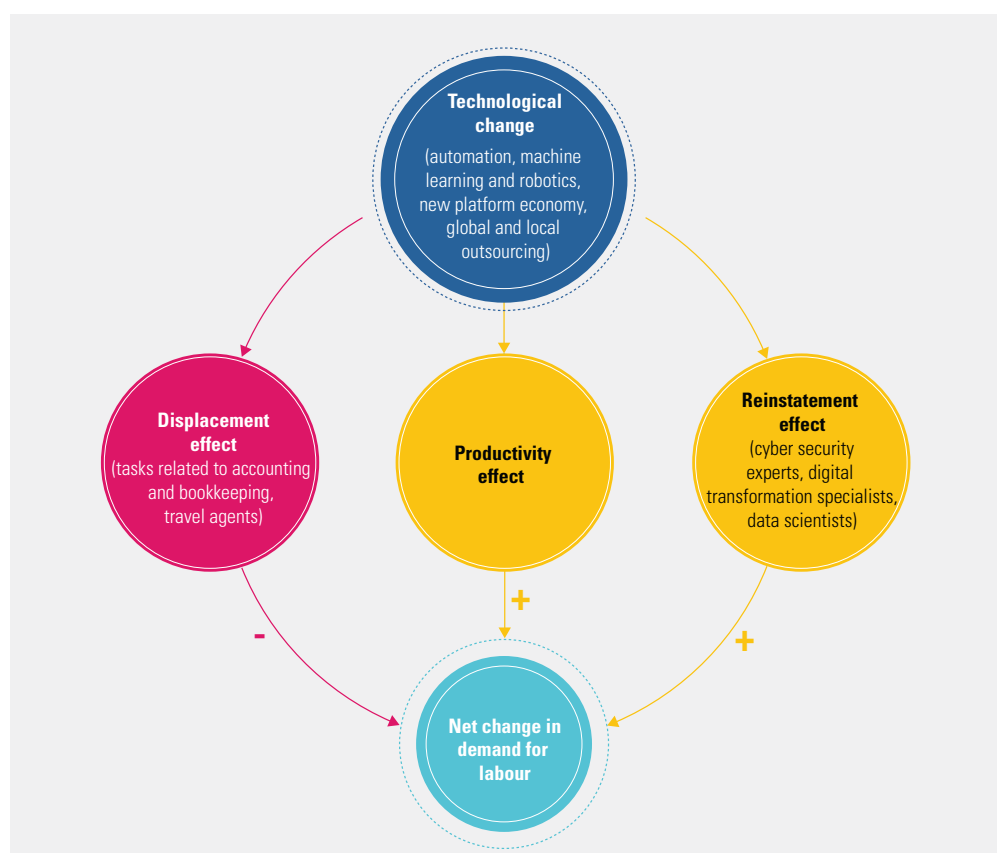 Technological
change
(automation, machine
learning and robotics,
new platform economy,
global and local
outsourcing)
Displacement
effect
(tasks related to accounting
and bookkeeping,
travel agents)
Productivity
effect
Reinstatement
effect
(cyber security
experts, digital
transformation specialists,
data scientists)
-
+
+
Net change in
demand for
labour